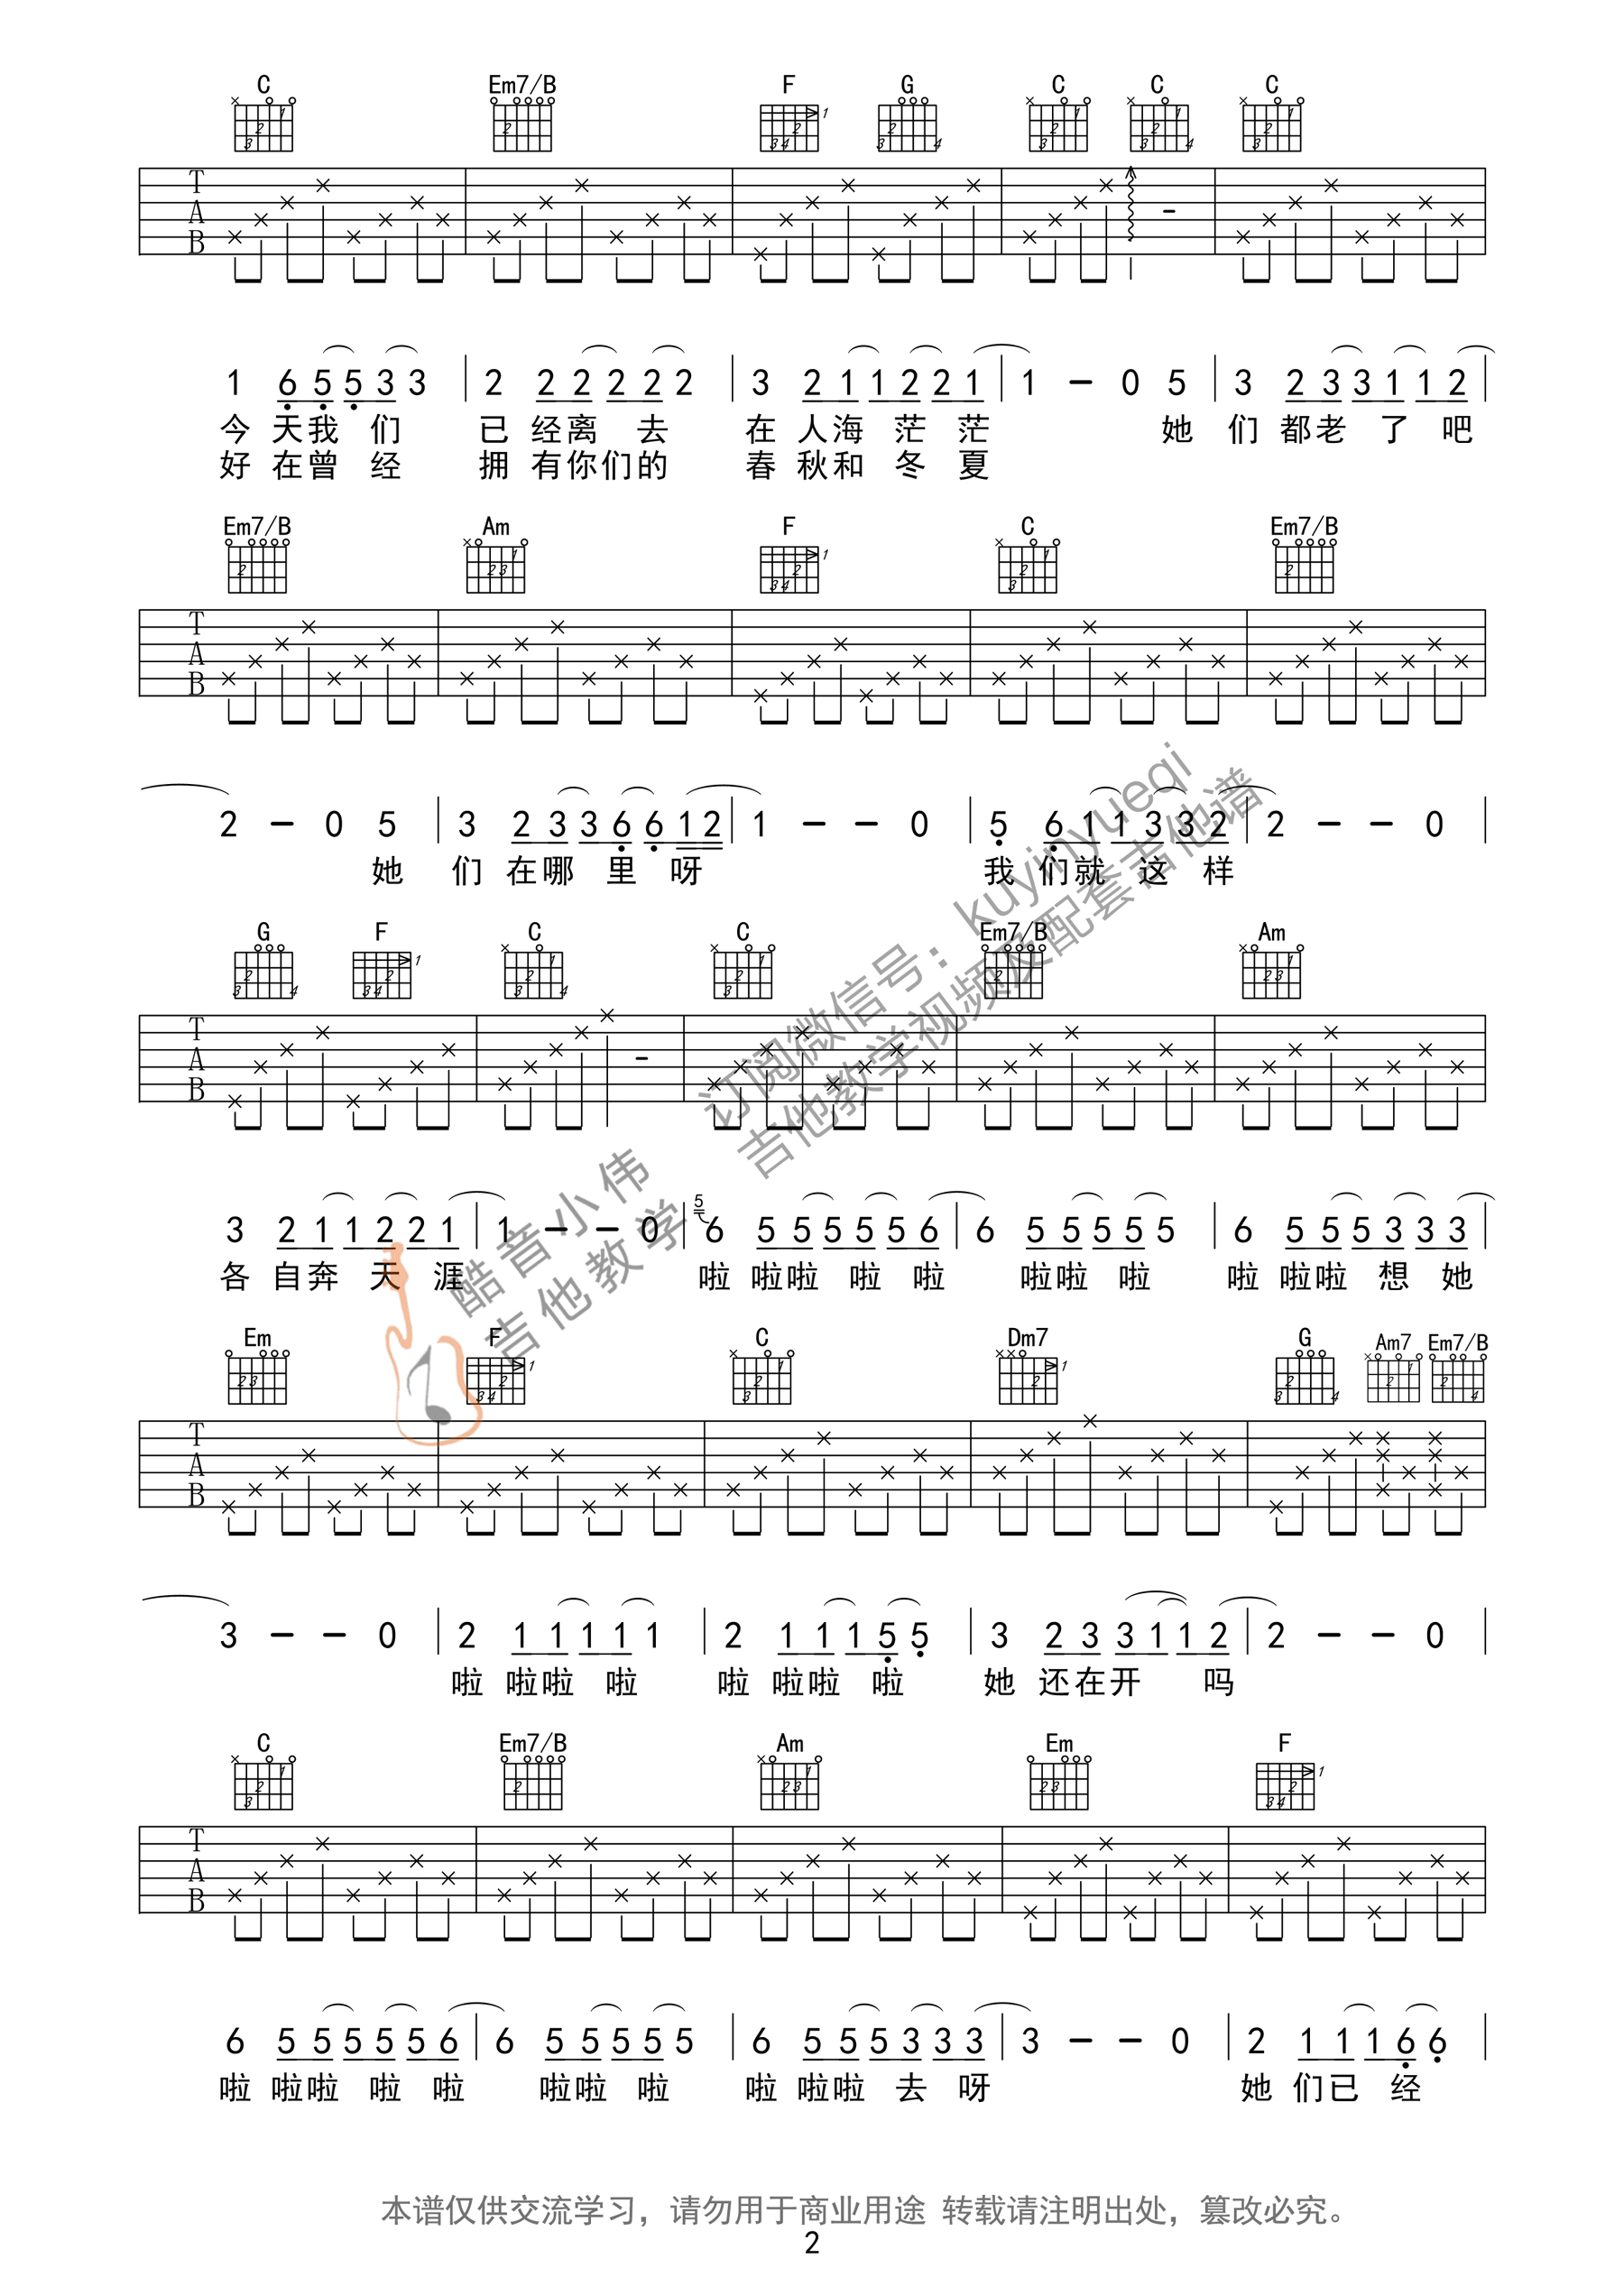 C Em7/B F G C C C
T
A
B
1 6 5 5 3 3 | 2 2 2 2 2 2 | 3 2 1 1 2 2 1 | 1 – 0 5 | 3 2 3 3 1 1 2 |
今 天我 们 已 经离 去 在 人海 茫 茫 她 们 都老 了 吧
好 在曾 经 拥 有你们的 春 秋和 冬 夏
Em7/B Am F C Em7/B
T
A
B
2 – 0 5 | 3 2 3 3 6 6 1 2 | 1 – – 0 | 5 6 1 1 3 3 2 | 2 – – 0 |
她 们 在哪 里 呀 我 们就 这 样
G F C C Em7/B Am
T
A
B
3 2 1 1 2 2 1 | 1 – – 0 | 5 6 5 5 5 5 5 6 | 6 5 5 5 5 5 | 6 5 5 5 3 3 3
各 自奔 天 涯 啦 啦啦 啦 啦 啦啦 啦 啦 啦啦 想 她
Em F C Dm7 G Am7 Em7/B
T
A
B
3 – – 0 | 2 1 1 1 1 1 | 2 1 1 1 5 5 | 3 2 3 3 1 1 2 | 2 – – 0 |
啦 啦啦 啦 啦 啦啦 啦 她 还在开 吗
C Em7/B Am Em F
T
A
B
6 5 5 5 5 5 6 | 6 5 5 5 5 5 | 6 5 5 5 3 3 3 | 3 – – 0 | 2 1 1 1 6 6 |
啦 啦啦 啦 啦 啦啦 啦 啦 啦啦 去 呀 她 们已 经
酷音小伟
吉他教学
订阅微信号：kuyinyueqi
吉他教学视频及配套吉他谱
本谱仅供交流学习，请勿用于商业用途 转载请注明出处，篡改必究。
2